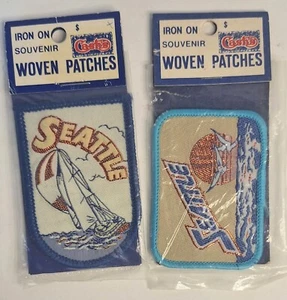 IRON ON $
SOUVENIR
WOVEN PATCHES
SEATTLE
IRON ON $
SOUVENIR
WOVEN PATCHES
SEATTLE